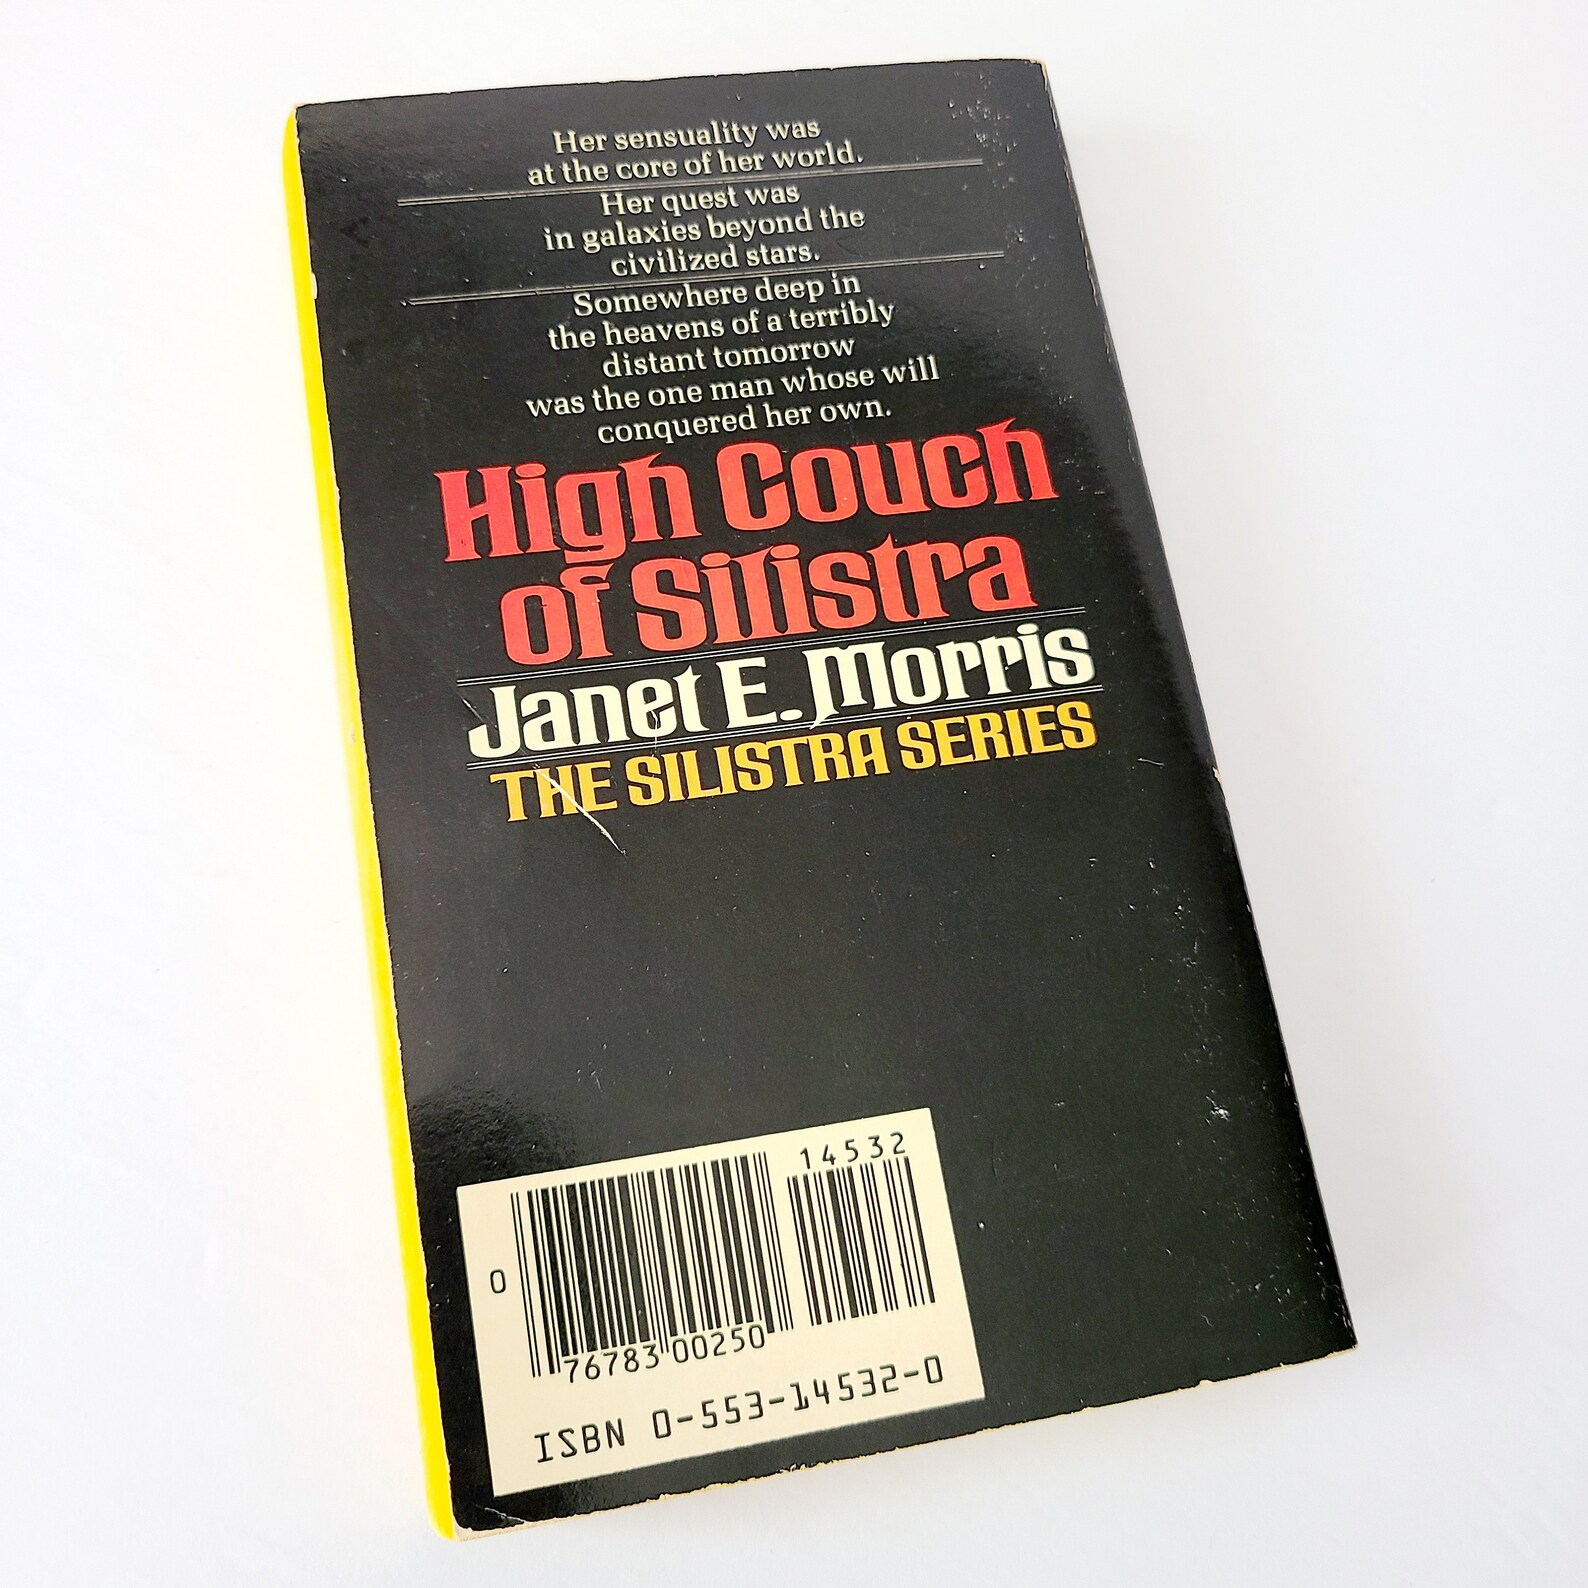 Her sensuality was
at the core of her world.
Her quest was
in galaxies beyond the
civilized stars.
Somewhere deep in
the heavens of a terribly
distant tomorrow
was the one man whose will
conquered her own.
High Couch
of Silistra
Janet E. Morris
THE SILISTRA SERIES
14532
0
76783 00250
ISBN 0-553-14532-0